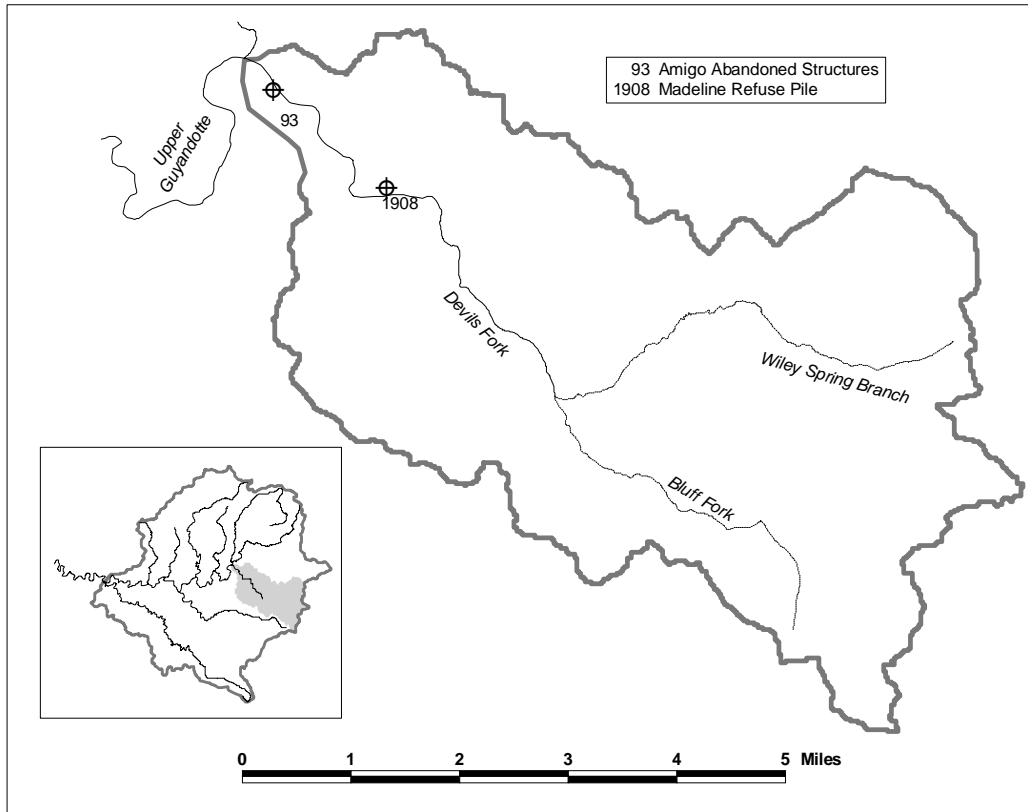 93 Amigo Abandoned Structures
1908 Madeline Refuse Pile
Upper
Guyandotte
93
1908
Devils Fork
Wiley Spring Branch
Bluff Fork
0 1 2 3 4 5 Miles